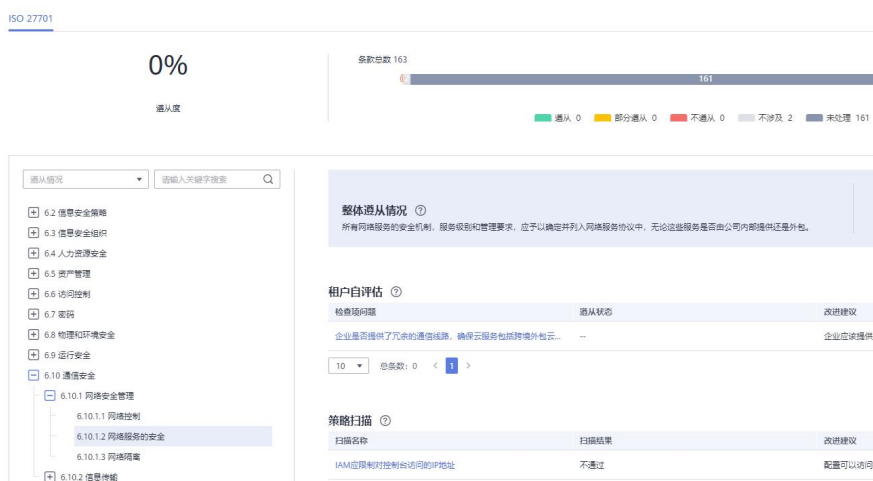 ISO 27701
0%
遵从度
条款总数 163
161
遵从 0 部分遵从 0 不遵从 0 不涉及 2 未处理 161
遵从情况 请输入关键字搜索
6.2 信息安全策略
6.3 信息安全组织
6.4 人力资源安全
6.5 资产管理
6.6 访问控制
6.7 密码
6.8 物理和环境安全
6.9 运行安全
6.10 通信安全
6.10.1 网络安全管理
6.10.1.1 网络控制
6.10.1.2 网络服务的安全
6.10.1.3 网络隔离
6.10.2 信息传输
整体遵从情况
所有网络服务的安全机制、服务级别和管理要求，应予以确定并列入网络服务协议中，无论这些服务是否由公司内部提供还是外包。
租户自评估
检查项问题 遵从状态 改进建议
企业是否提供了冗余的通信线路，确保云服务包括跨境外包云... -- 企业应该提供
10 总条数：0 < 1 >
策略扫描
扫描名称 扫描结果 改进建议
IAM应限制对控制台访问的IP地址 不通过 配置可以访问